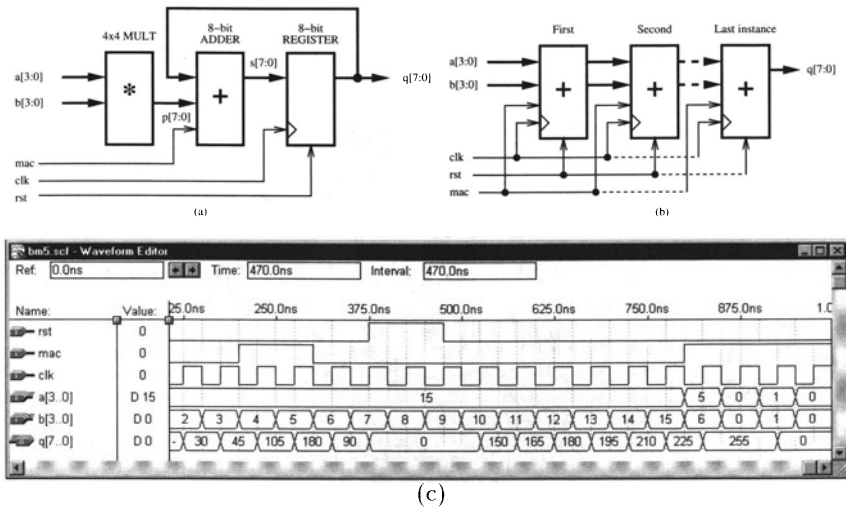 4x4 MULT
8-bit
ADDER
8-bit
REGISTER
s[7:0]
a[3:0]
b[3:0]
*
+
q[7:0]
p[7:0]
mac
clk
rst
(a)
First
Second
Last instance
a[3:0]
b[3:0]
+
+
+
q[7:0]
clk
rst
mac
(b)
bm5.scf - Waveform Editor
Ref: 0.0ns Time: 470.0ns Interval: 470.0ns
Name: Value: 25.0ns 250.0ns 375.0ns 500.0ns 625.0ns 750.0ns 875.0ns 1.0
rst 0
mac 0
clk 0
a[3..0] D 15 15 5 0 1 0
b[3..0] D 0 2 3 4 5 6 7 8 9 10 11 12 13 14 15 6 0 1 0
q[7..0] D 0 - 30 45 105 180 90 0 150 165 180 195 210 225 255 0
(c)